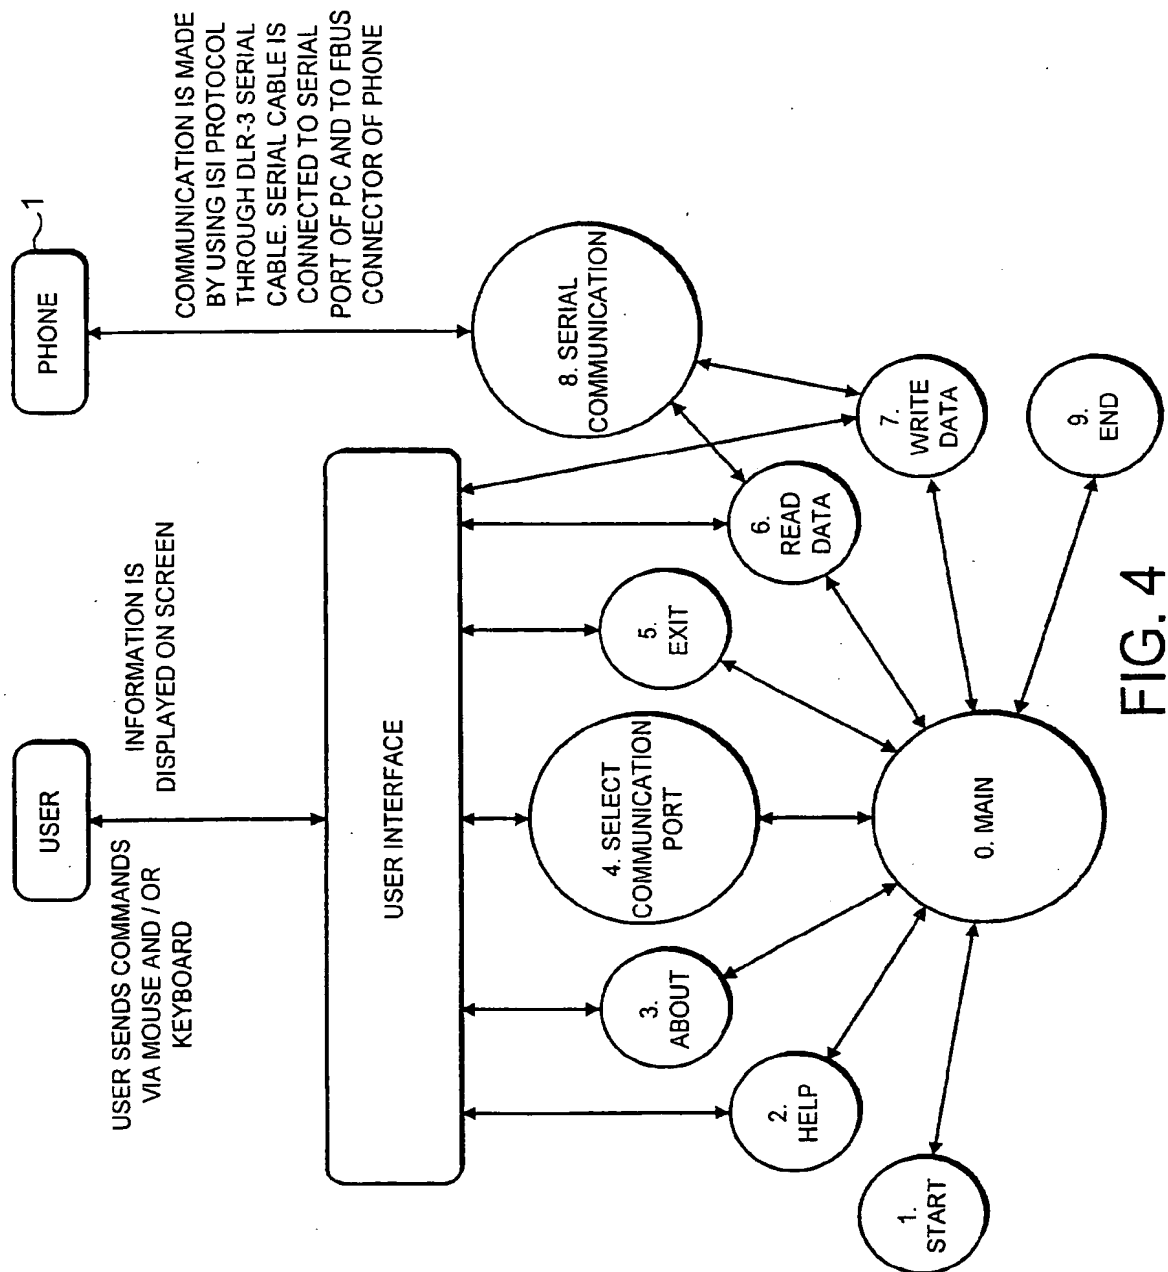 USER
PHONE
1
USER SENDS COMMANDS
VIA MOUSE AND / OR
KEYBOARD
INFORMATION IS
DISPLAYED ON SCREEN
COMMUNICATION IS MADE
BY USING ISI PROTOCOL
THROUGH DLR-3 SERIAL
CABLE. SERIAL CABLE IS
CONNECTED TO SERIAL
PORT OF PC AND TO FBUS
CONNECTOR OF PHONE
USER INTERFACE
1.
START
2.
HELP
3.
ABOUT
4. SELECT
COMMUNICATION
PORT
5.
EXIT
6.
READ
DATA
7.
WRITE
DATA
8. SERIAL
COMMUNICATION
9.
END
0. MAIN
FIG. 4